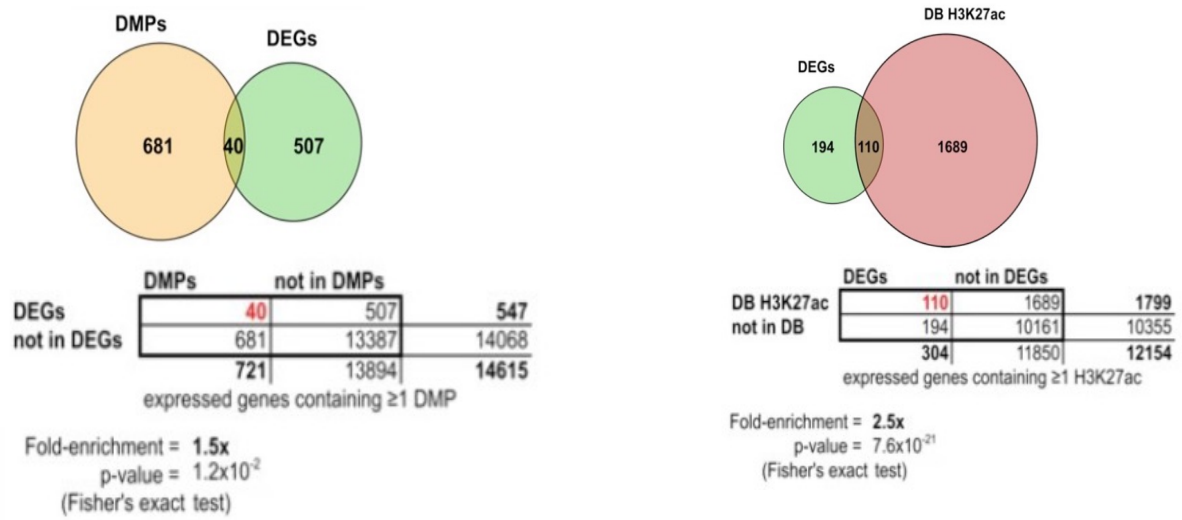 DMPs
DEGs
681 40 507
DMPs not in DMPs
DEGs 40 507 547
not in DEGs 681 13387 14068
721 13894 14615
expressed genes containing ≥1 DMP
Fold-enrichment = 1.5x
p-value = 1.2x10⁻²
(Fisher's exact test)
DB H3K27ac
DEGs
194 110 1689
DEGs not in DEGs
DB H3K27ac 110 1689 1799
not in DB 194 10161 10355
304 11850 12154
expressed genes containing ≥1 H3K27ac
Fold-enrichment = 2.5x
p-value = 7.6x10⁻²¹
(Fisher's exact test)